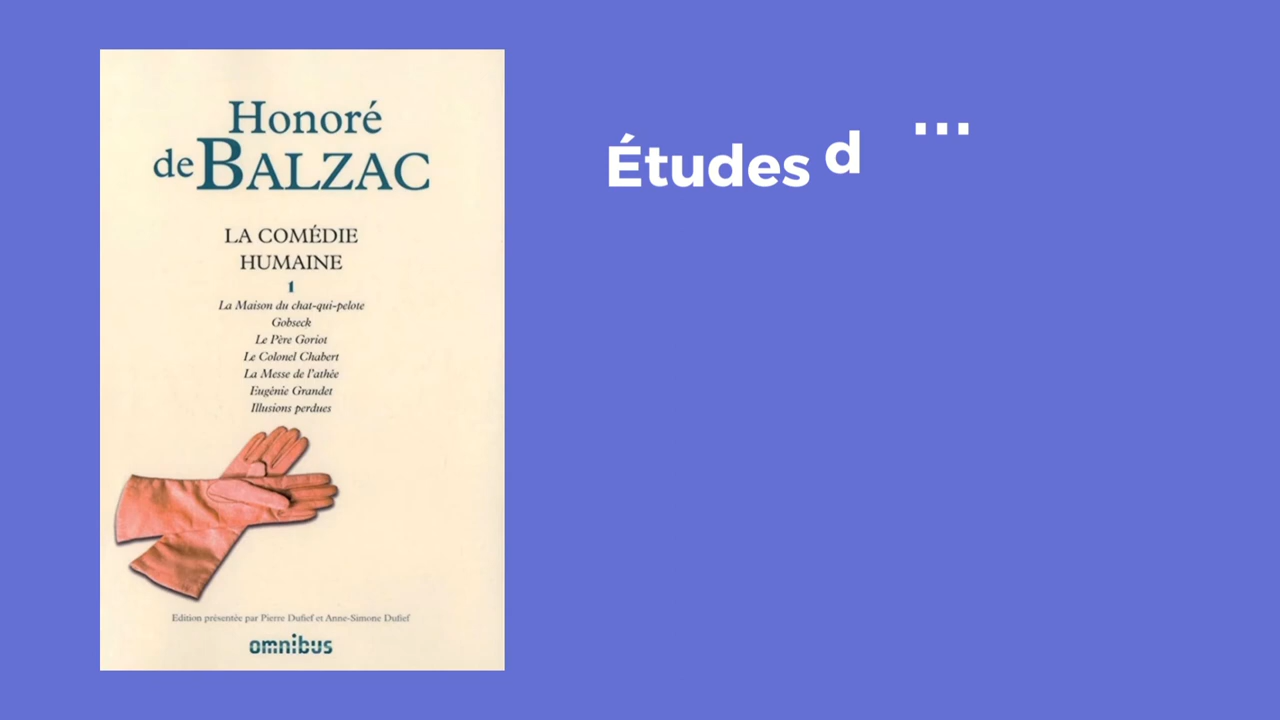 Honoré
de BALZAC
LA COMÉDIE
HUMAINE
1
La Maison du chat-qui-pelote
Gobseck
Le Père Goriot
Le Colonel Chabert
La Messe de l'athée
Eugénie Grandet
Illusions perdues
Edition présentée par Pierre Dufief et Anne-Simone Dufief
omnibus
Études d